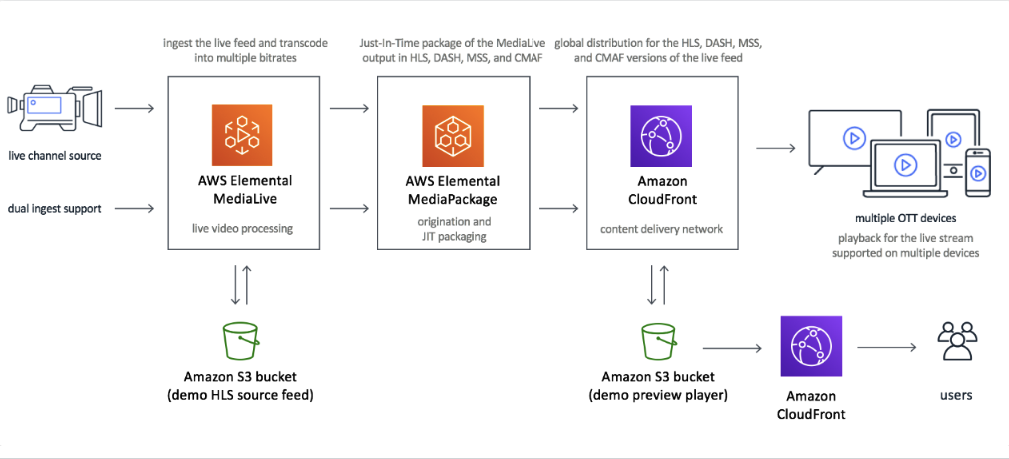 ingest the live feed and transcode
into multiple bitrates
Just-In-Time package of the MediaLive
output in HLS, DASH, MSS, and CMAF
global distribution for the HLS, DASH, MSS,
and CMAF versions of the live feed
live channel source
dual ingest support
AWS Elemental
MediaLive
live video processing
AWS Elemental
MediaPackage
origination and
JIT packaging
Amazon
CloudFront
content delivery network
multiple OTT devices
playback for the live stream
supported on multiple devices
Amazon S3 bucket
(demo HLS source feed)
Amazon S3 bucket
(demo preview player)
Amazon
CloudFront
users